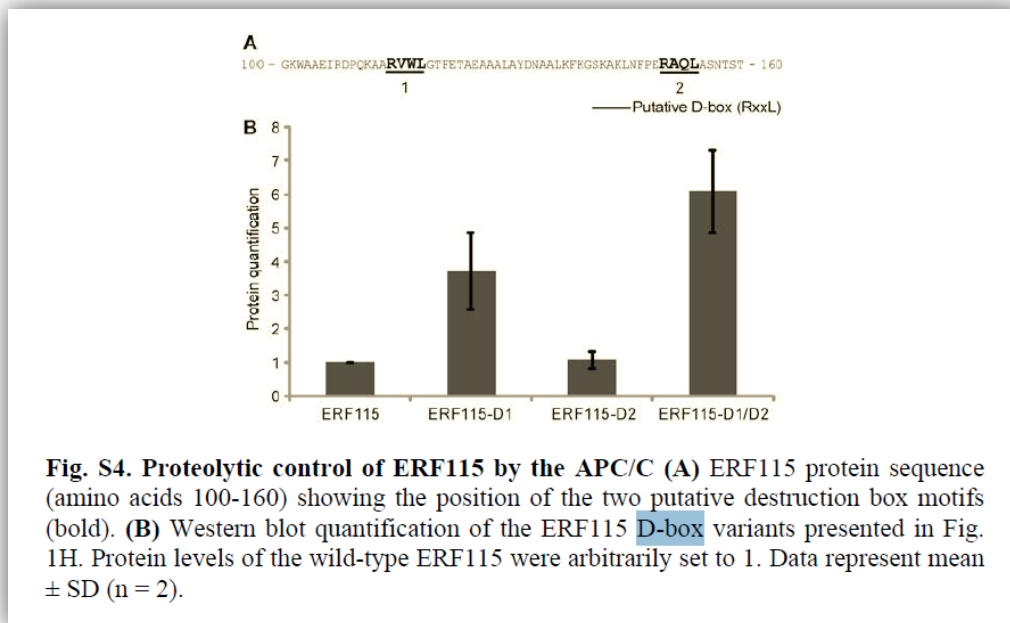 A
100 - GKWAAEIRDPQKAARVWLGTFETAEAAALAYDNAALKFKGSKAKLNFPERAQLASNTST - 160
1 2
Putative D-box (RxxL)
B
8
7
6
5
4
3
2
1
0
Protein quantification
ERF115 ERF115-D1 ERF115-D2 ERF115-D1/D2
Fig. S4. Proteolytic control of ERF115 by the APC/C (A) ERF115 protein sequence
(amino acids 100-160) showing the position of the two putative destruction box motifs
(bold). (B) Western blot quantification of the ERF115 D-box variants presented in Fig.
1H. Protein levels of the wild-type ERF115 were arbitrarily set to 1. Data represent mean
± SD (n = 2).